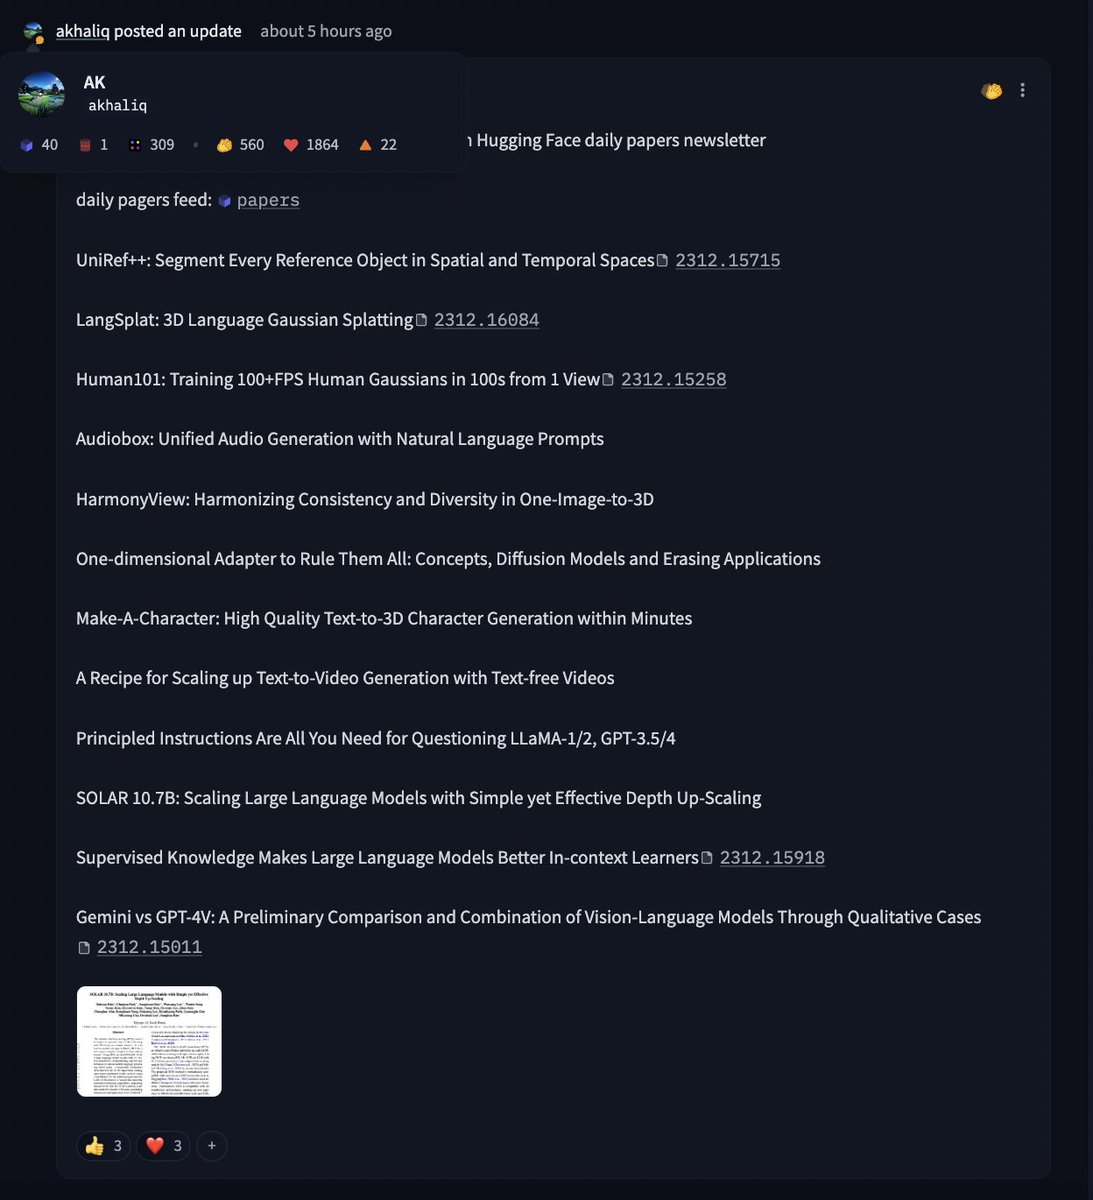 akhaliq posted an update about 5 hours ago
AK
akhaliq
40 1 309 • 560 1864 22
Hugging Face daily papers newsletter
daily pagers feed: papers
UniRef++: Segment Every Reference Object in Spatial and Temporal Spaces 2312.15715
LangSplat: 3D Language Gaussian Splatting 2312.16084
Human101: Training 100+FPS Human Gaussians in 100s from 1 View 2312.15258
Audiobox: Unified Audio Generation with Natural Language Prompts
HarmonyView: Harmonizing Consistency and Diversity in One-Image-to-3D
One-dimensional Adapter to Rule Them All: Concepts, Diffusion Models and Erasing Applications
Make-A-Character: High Quality Text-to-3D Character Generation within Minutes
A Recipe for Scaling up Text-to-Video Generation with Text-free Videos
Principled Instructions Are All You Need for Questioning LLaMA-1/2, GPT-3.5/4
SOLAR 10.7B: Scaling Large Language Models with Simple yet Effective Depth Up-Scaling
Supervised Knowledge Makes Large Language Models Better In-context Learners 2312.15918
Gemini vs GPT-4V: A Preliminary Comparison and Combination of Vision-Language Models Through Qualitative Cases
2312.15011
SOLAR 10.7B: Scaling Large Language Models with Simple yet Effective
Depth Up-Scaling
Abstract
3 3 +